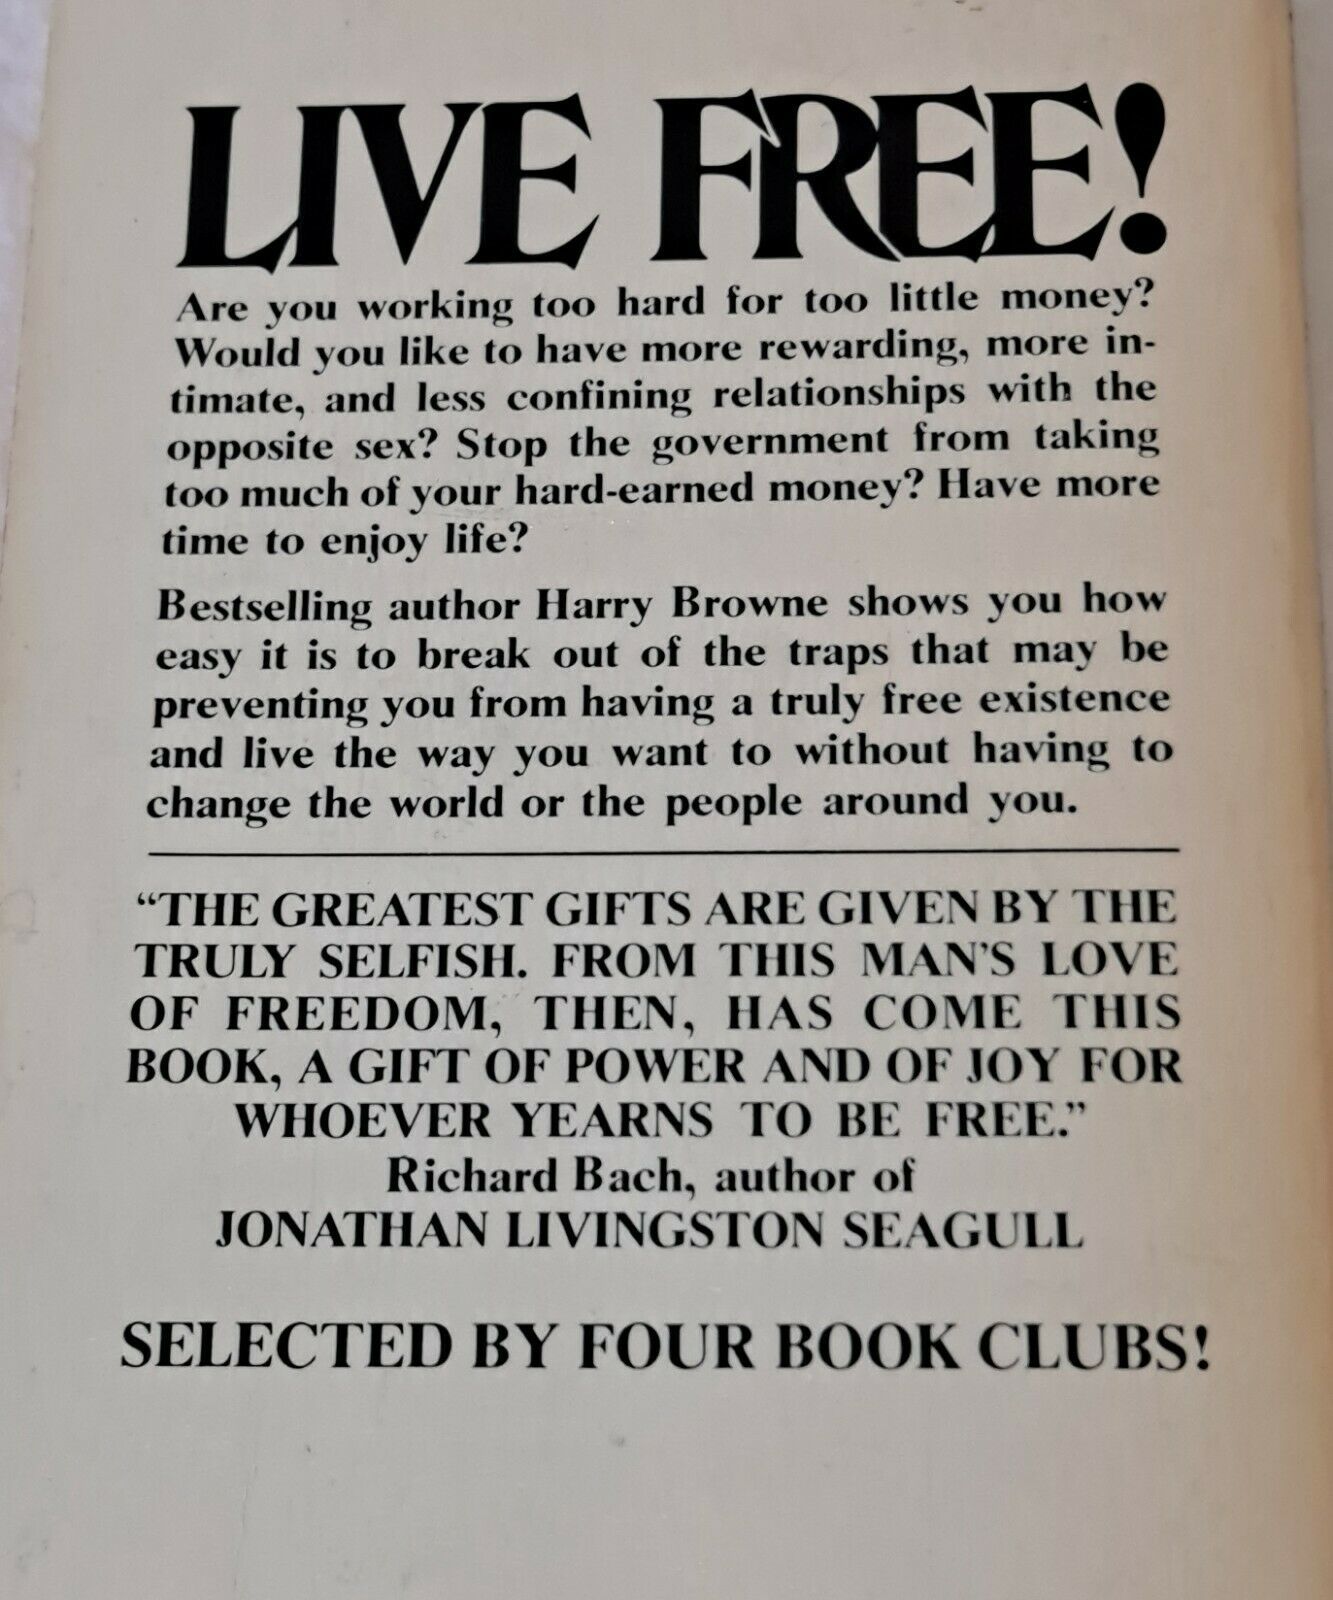 LIVE FREE!
Are you working too hard for too little money?
Would you like to have more rewarding, more in-
timate, and less confining relationships with the
opposite sex? Stop the government from taking
too much of your hard-earned money? Have more
time to enjoy life?
Bestselling author Harry Browne shows you how
easy it is to break out of the traps that may be
preventing you from having a truly free existence
and live the way you want to without having to
change the world or the people around you.
“THE GREATEST GIFTS ARE GIVEN BY THE
TRULY SELFISH. FROM THIS MAN’S LOVE
OF FREEDOM, THEN, HAS COME THIS
BOOK, A GIFT OF POWER AND OF JOY FOR
WHOEVER YEARNS TO BE FREE.”
Richard Bach, author of
JONATHAN LIVINGSTON SEAGULL
SELECTED BY FOUR BOOK CLUBS!